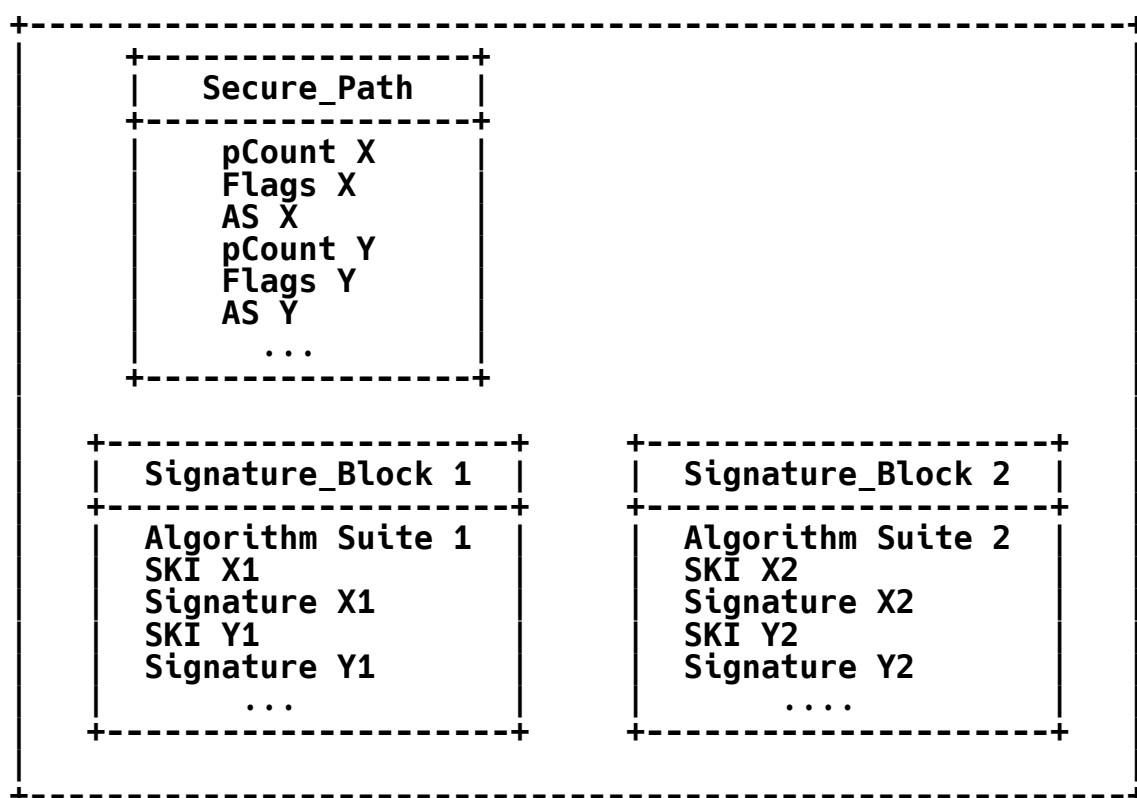 Secure_Path
pCount X
Flags X
AS X
pCount Y
Flags Y
AS Y
...
Signature_Block 1
Algorithm Suite 1
SKI X1
Signature X1
SKI Y1
Signature Y1
...
Signature_Block 2
Algorithm Suite 2
SKI X2
Signature X2
SKI Y2
Signature Y2
....